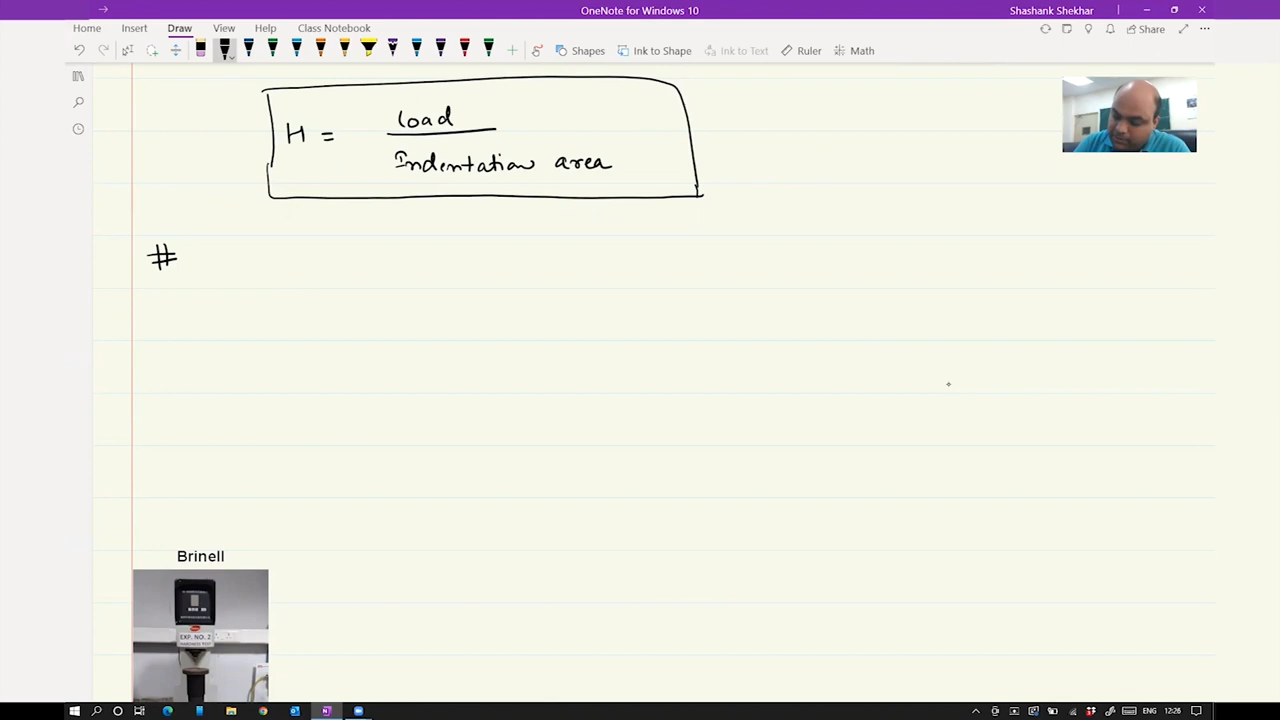 OneNote for Windows 10
Shashank Shekhar
Home Insert Draw View Help Class Notebook
Share
Shapes Ink to Shape Ink to Text Ruler Math
H = load
Indentation area
#
Brinell
EXP. NO. 2
ENG 12:26